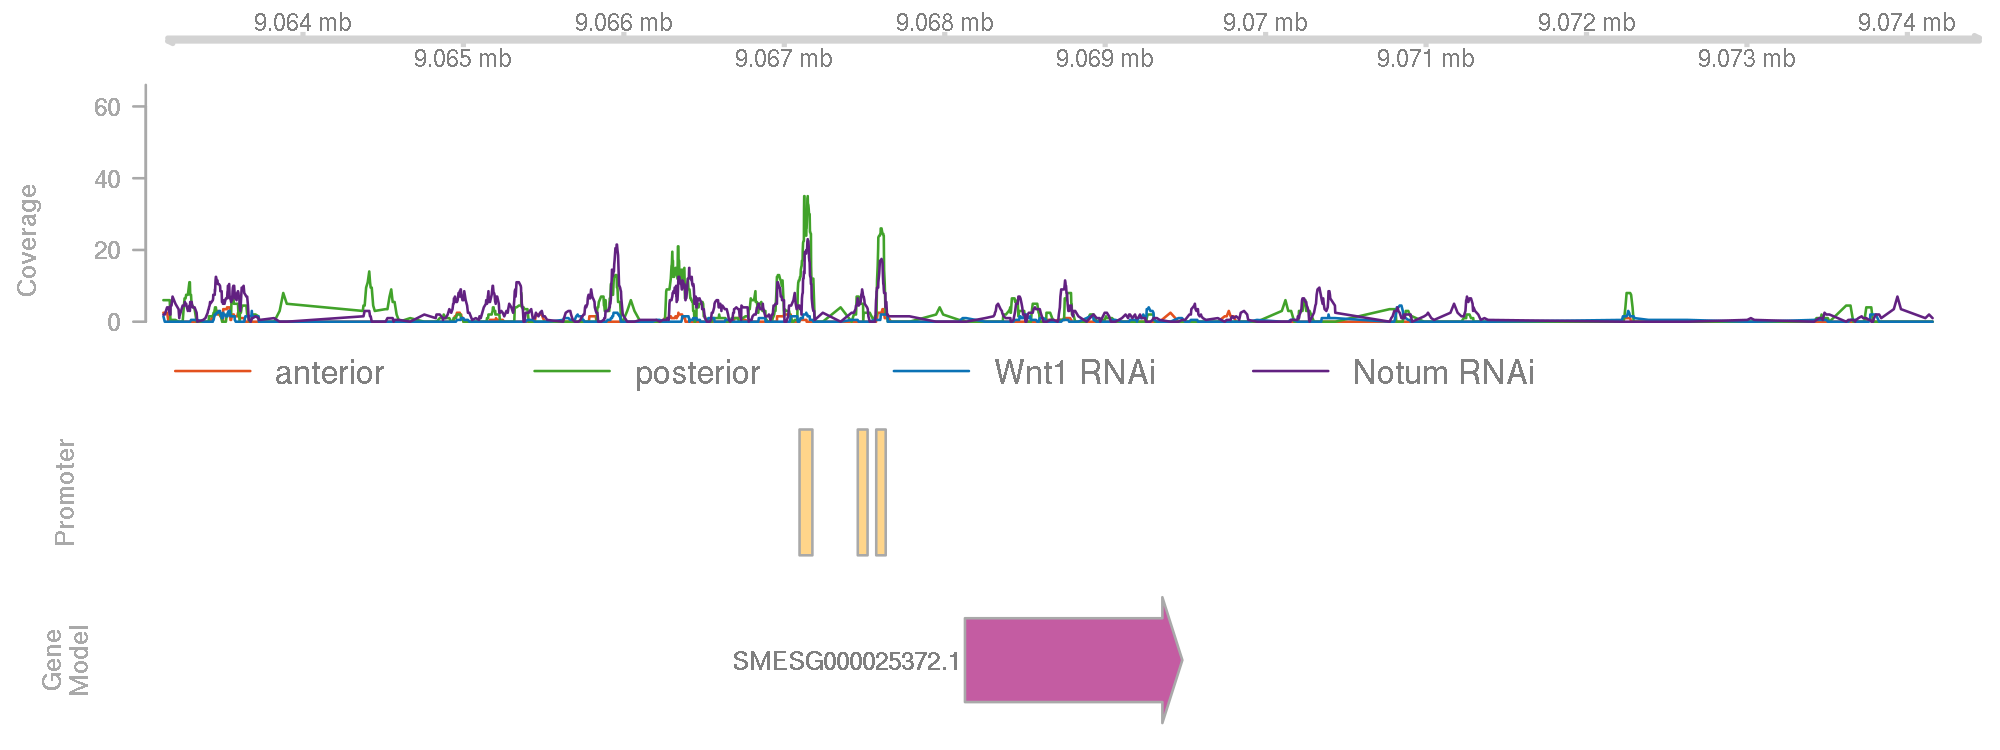 9.064 mb 9.066 mb 9.068 mb 9.07 mb 9.072 mb 9.074 mb
9.065 mb 9.067 mb 9.069 mb 9.071 mb 9.073 mb
60
40
20
0
Coverage
anterior posterior Wnt1 RNAi Notum RNAi
Promoter
Gene
Model
SMESG000025372.1